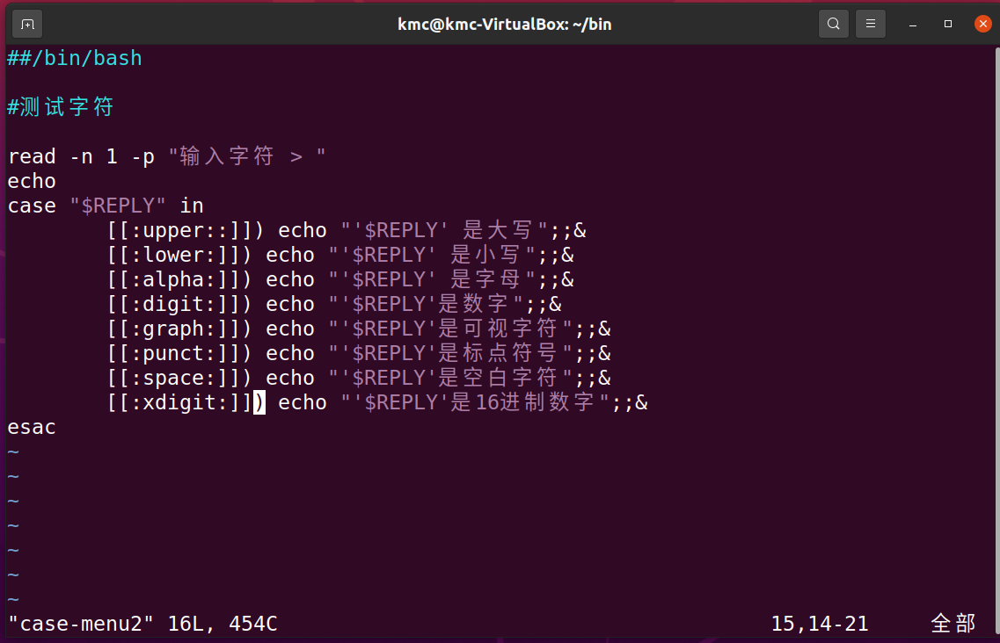 kmc@kmc-VirtualBox: ~/bin
##/bin/bash
#测试字符
read -n 1 -p "输入字符 > "
echo
case "$REPLY" in
[[:upper::]]) echo "'$REPLY' 是大写";;&
[[:lower:]]) echo "'$REPLY' 是小写";;&
[[:alpha:]]) echo "'$REPLY' 是字母";;&
[[:digit:]]) echo "'$REPLY'是数字";;&
[[:graph:]]) echo "'$REPLY'是可视字符";;&
[[:punct:]]) echo "'$REPLY'是标点符号";;&
[[:space:]]) echo "'$REPLY'是空白字符";;&
[[:xdigit:]]) echo "'$REPLY'是16进制数字";;&
esac
~
~
~
~
~
~
~
"case-menu2" 16L, 454C 15,14-21 全部